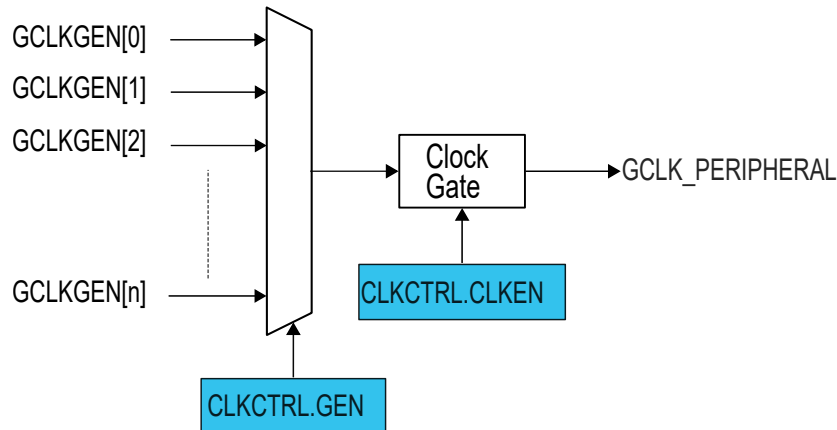 GCLKGEN[0]
GCLKGEN[1]
GCLKGEN[2]
GCLKGEN[n]
Clock
Gate
GCLK_PERIPHERAL
CLKCTRL.CLKEN
CLKCTRL.GEN